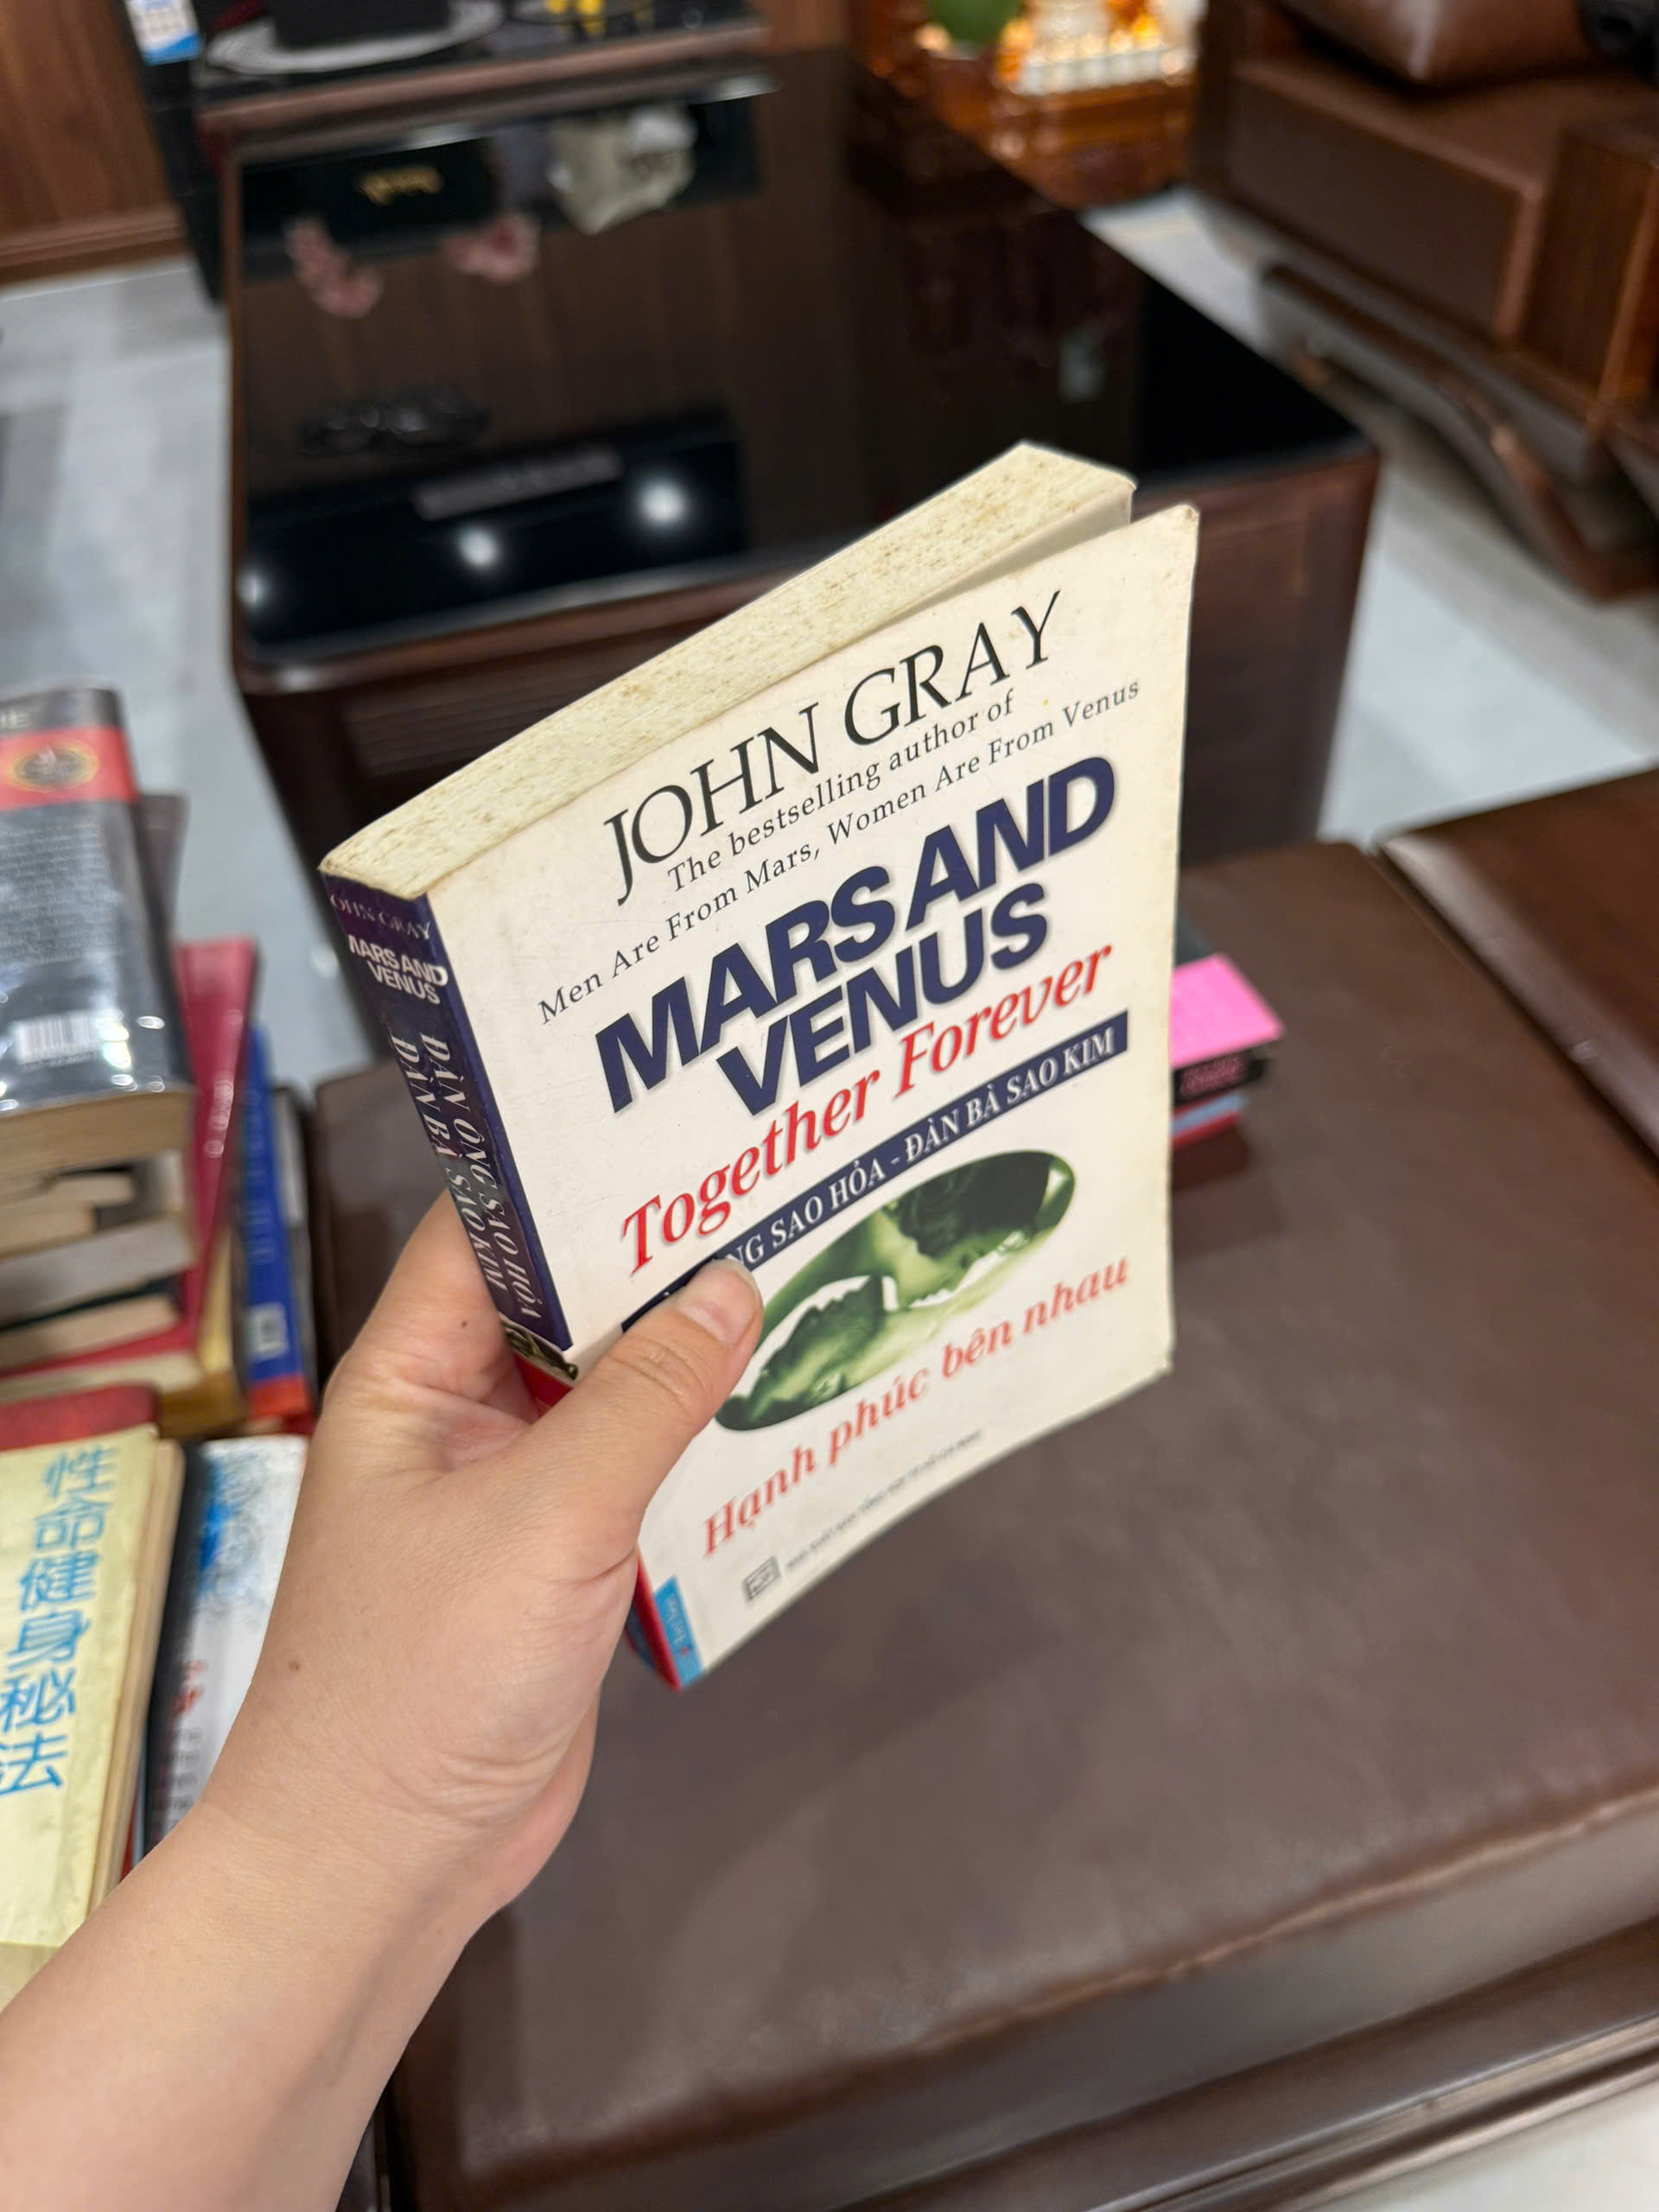 JOHN GRAY
The bestselling author of
Men Are From Mars, Women Are From Venus
MARS AND
VENUS
Together Forever
NG SAO HỎA - ĐÀN BÀ SAO KIM
Hạnh phúc bên nhau
JOHN GRAY
MARS AND
VENUS
ĐÀN ÔNG SAO HỎA
ĐÀN BÀ SAO KIM
性命健身秘法